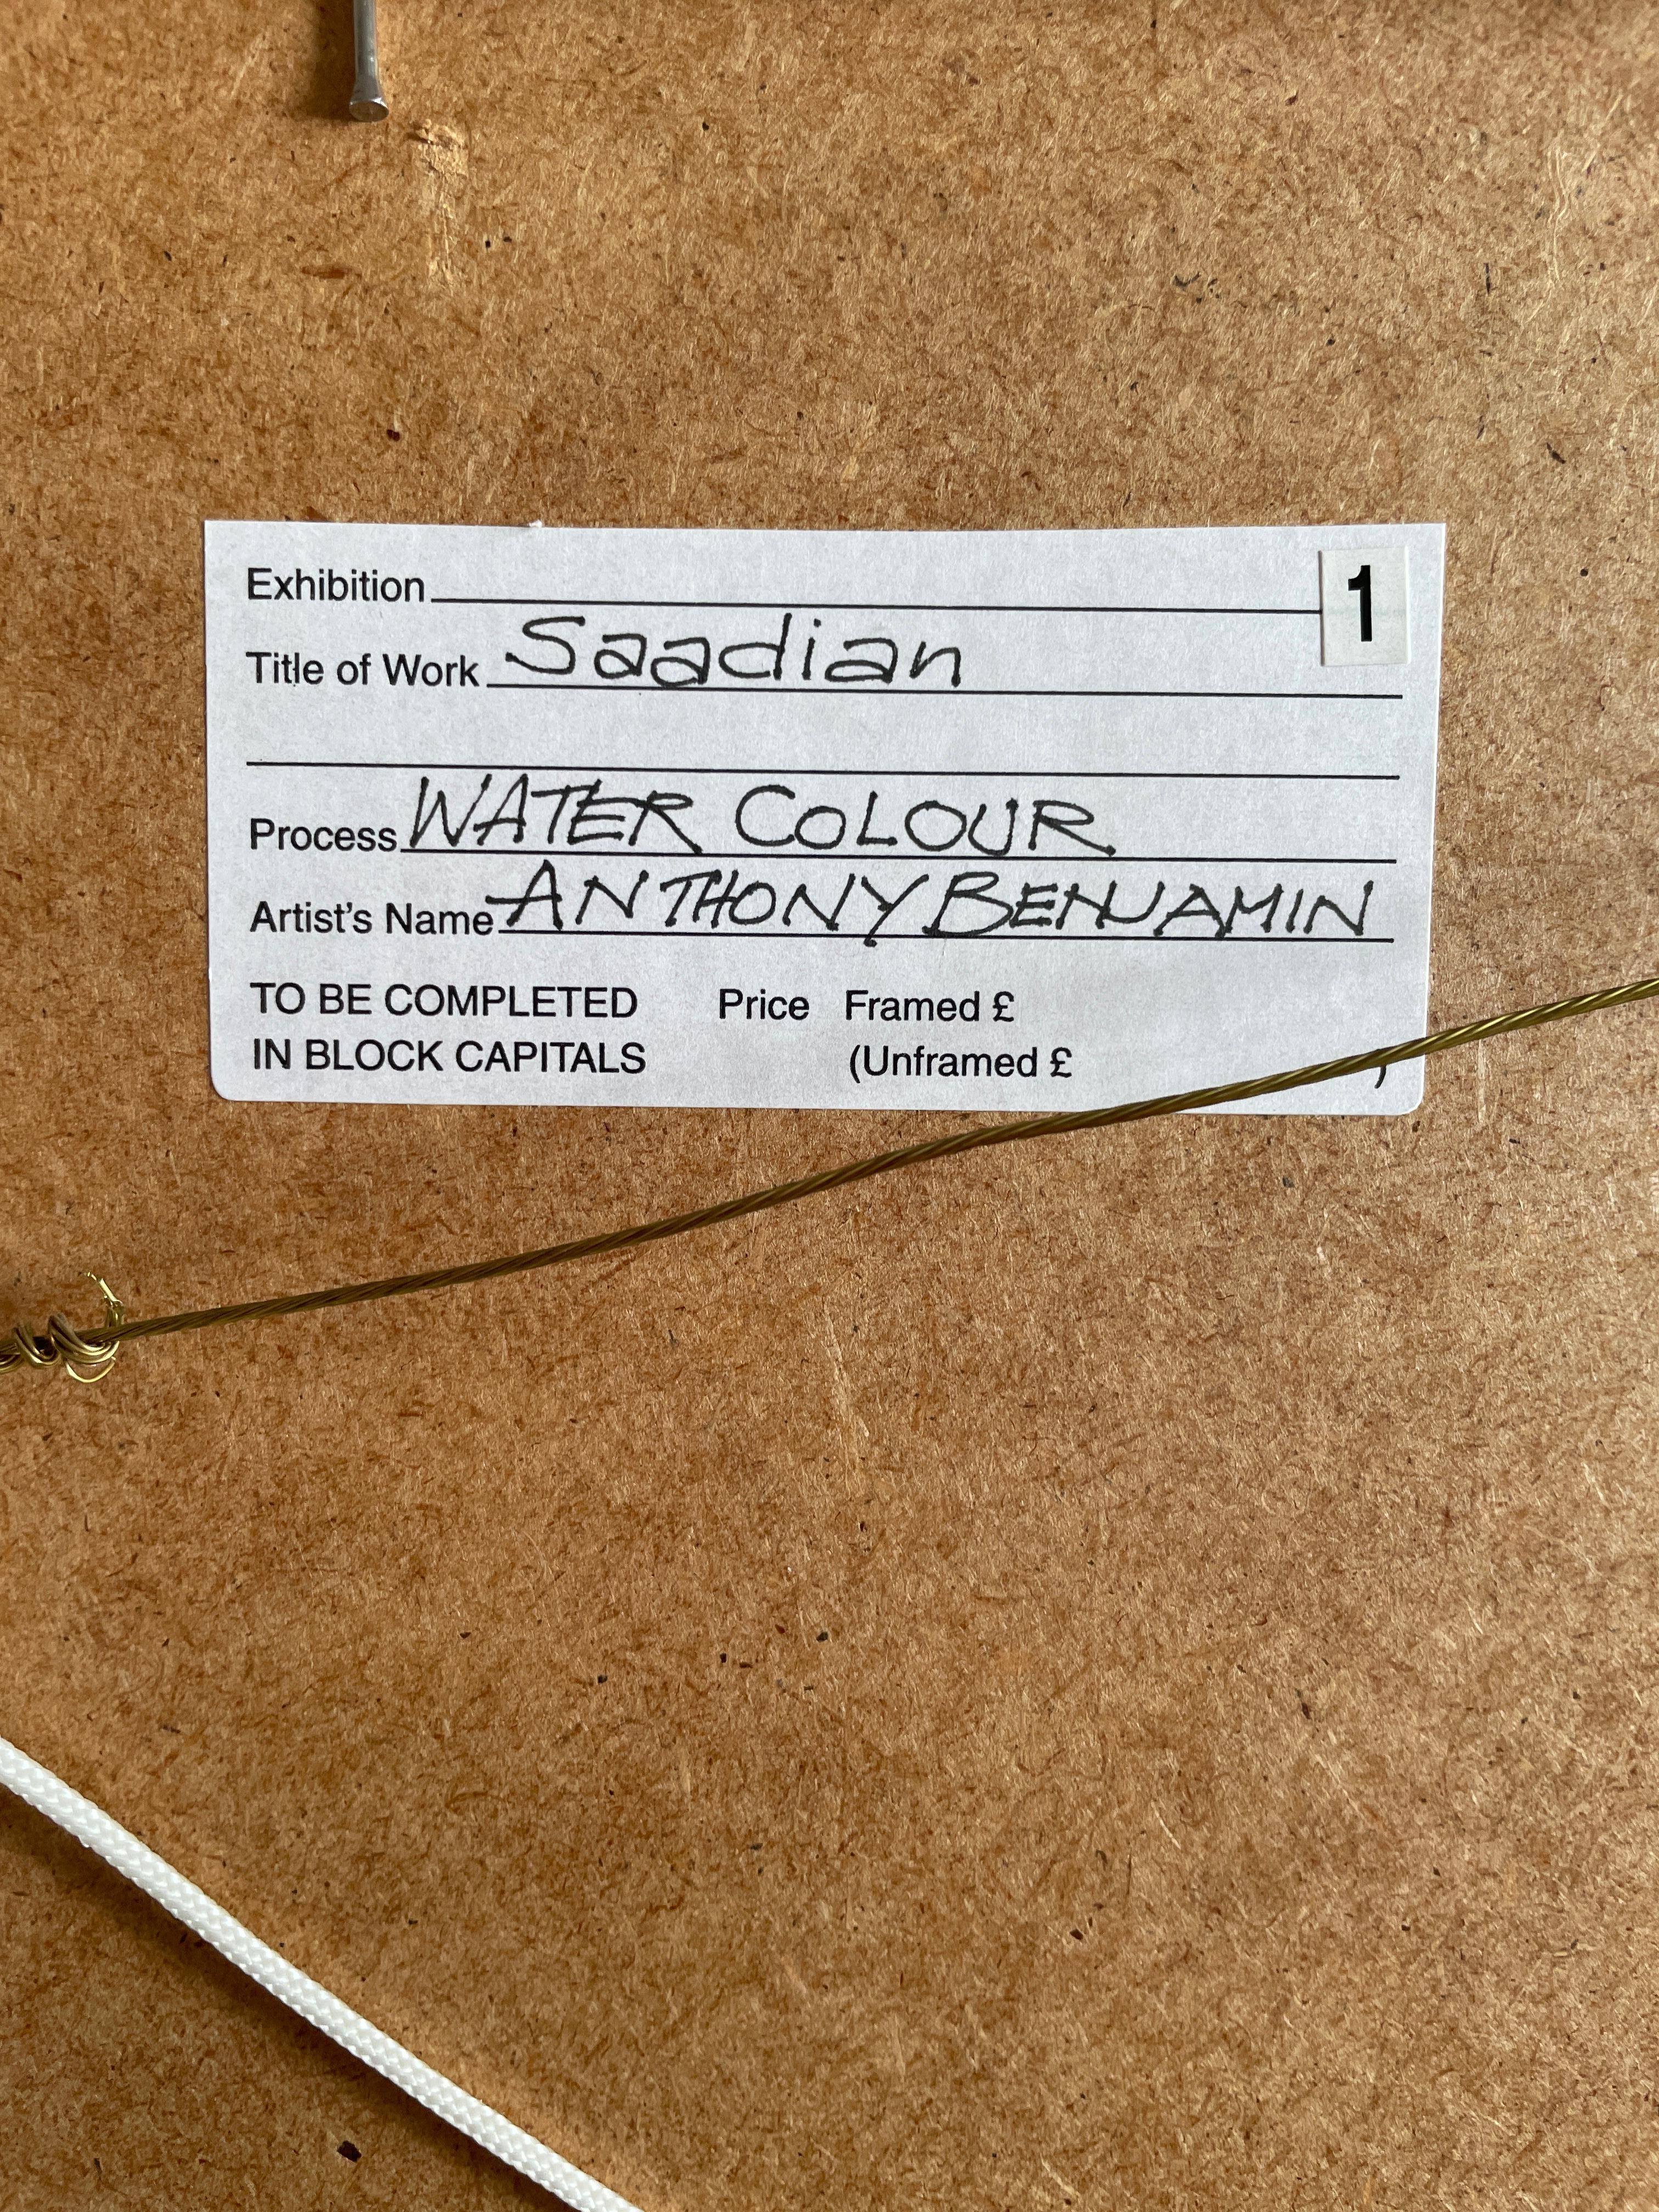 Exhibition
1
Title of Work Saadian
Process WATER COLOUR
Artist's Name ANTHONY BENJAMIN
TO BE COMPLETED Price Framed £
IN BLOCK CAPITALS (Unframed £ )